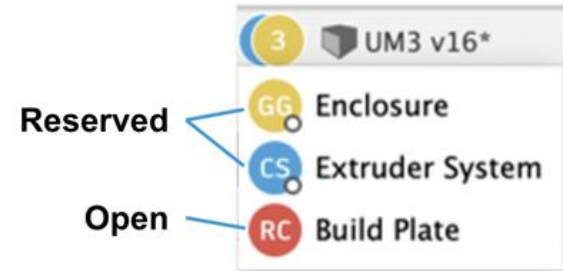 3 UM3 v16*
GG Enclosure
Reserved
CS Extruder System
Open
RC Build Plate